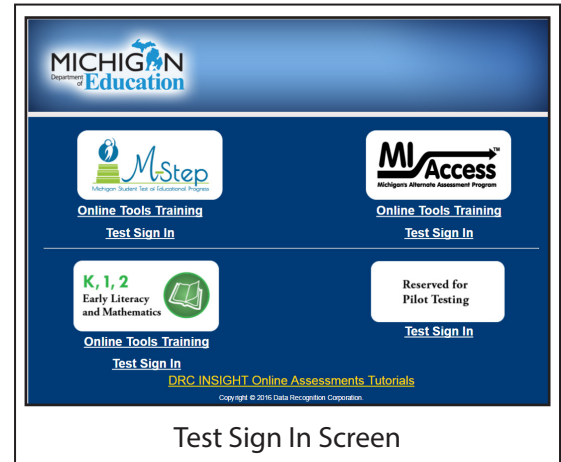 MICHIGAN
Department of Education
M-Step
Michigan Student Test of Educational Progress
Online Tools Training
Test Sign In
MI Access™
Michigan's Alternate Assessment Program
Online Tools Training
Test Sign In
K, 1, 2
Early Literacy
and Mathematics
Online Tools Training
Test Sign In
Reserved for
Pilot Testing
Test Sign In
DRC INSIGHT Online Assessments Tutorials
Copyright © 2016 Data Recognition Corporation.
Test Sign In Screen